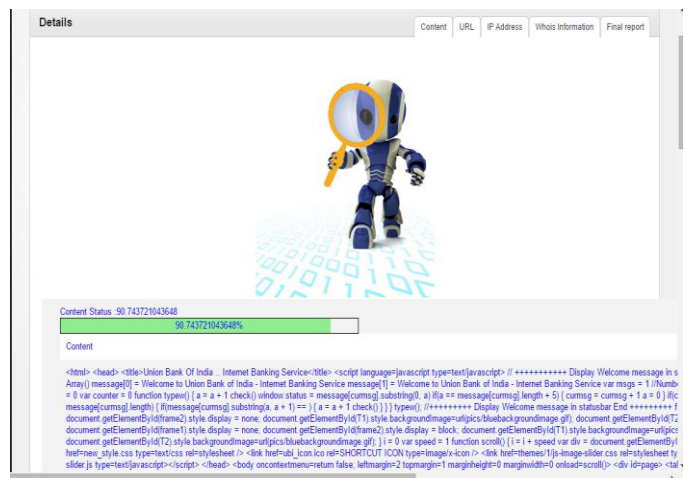 Details
Content URL IP Address Whois Information Final report
Content Status :90.743721043648
90.743721043648%
Content
<html> <head> <title>Union Bank Of India .. Internet Banking Service</title> <script language=javascript type=text/javascript> // +++++++++++ Display Welcome message in s
Array() message[0] = Welcome to Union Bank of India - Internet Banking Service message[1] = Welcome to Union Bank of India - Internet Banking Service var msgs = 1 //Numb
= 0 var counter = 0 function typew() { a = a + 1 check() window.status = message[curmsg].substring(0, a) if(a == message[curmsg].length + 5) { curmsg = curmsg + 1 a = 0 } if(c
message[curmsg].length) { if(message[curmsg].substring(a, a + 1) == ) { a = a + 1 check() } } } typew(); //+++++++++ Display Welcome message in statusbar End +++++++++ f
document.getElementById(frame2).style.display = none; document.getElementById(T1).style.backgroundImage=url(pics/bluebackgroundimage.gif); document.getElementById(T2
document.getElementById(frame1).style.display = none; document.getElementById(frame2).style.display = block; document.getElementById(T1).style.backgroundImage=url(pics
document.getElementById(T2).style.backgroundImage=url(pics/bluebackgroundimage.gif); } i = 0 var speed = 1 function scroll() { i = i + speed var div = document.getElementByI
href=new_style.css type=text/css rel=stylesheet /> <link href=ubi_icon.ico rel=SHORTCUT ICON type=image/x-icon /> <link href=themes/1/js-image-slider.css rel=stylesheet ty
slider.js type=text/javascript></script> </head> <body oncontextmenu=return false; leftmargin=2 topmargin=1 marginheight=0 marginwidth=0 onload=scroll()> <div id=page> <tal